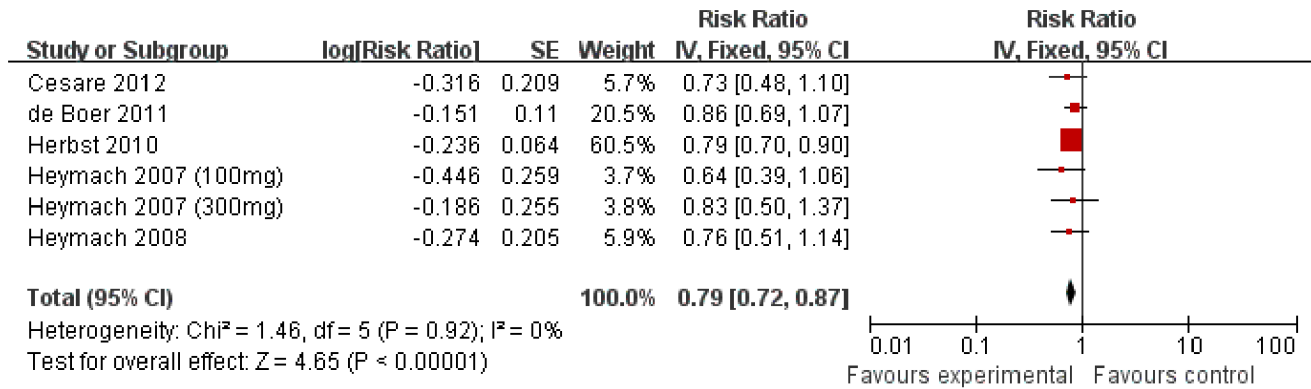 Risk Ratio Risk Ratio
Study or Subgroup log[Risk Ratio] SE Weight IV, Fixed, 95% CI IV, Fixed, 95% CI
Cesare 2012 -0.316 0.209 5.7% 0.73 [0.48, 1.10]
de Boer 2011 -0.151 0.11 20.5% 0.86 [0.69, 1.07]
Herbst 2010 -0.236 0.064 60.5% 0.79 [0.70, 0.90]
Heymach 2007 (100mg) -0.446 0.259 3.7% 0.64 [0.39, 1.06]
Heymach 2007 (300mg) -0.186 0.255 3.8% 0.83 [0.50, 1.37]
Heymach 2008 -0.274 0.205 5.9% 0.76 [0.51, 1.14]
Total (95% CI) 100.0% 0.79 [0.72, 0.87]
Heterogeneity: Chi² = 1.46, df = 5 (P = 0.92); I² = 0%
Test for overall effect: Z = 4.65 (P < 0.00001)
0.01 0.1 1 10 100
Favours experimental Favours control